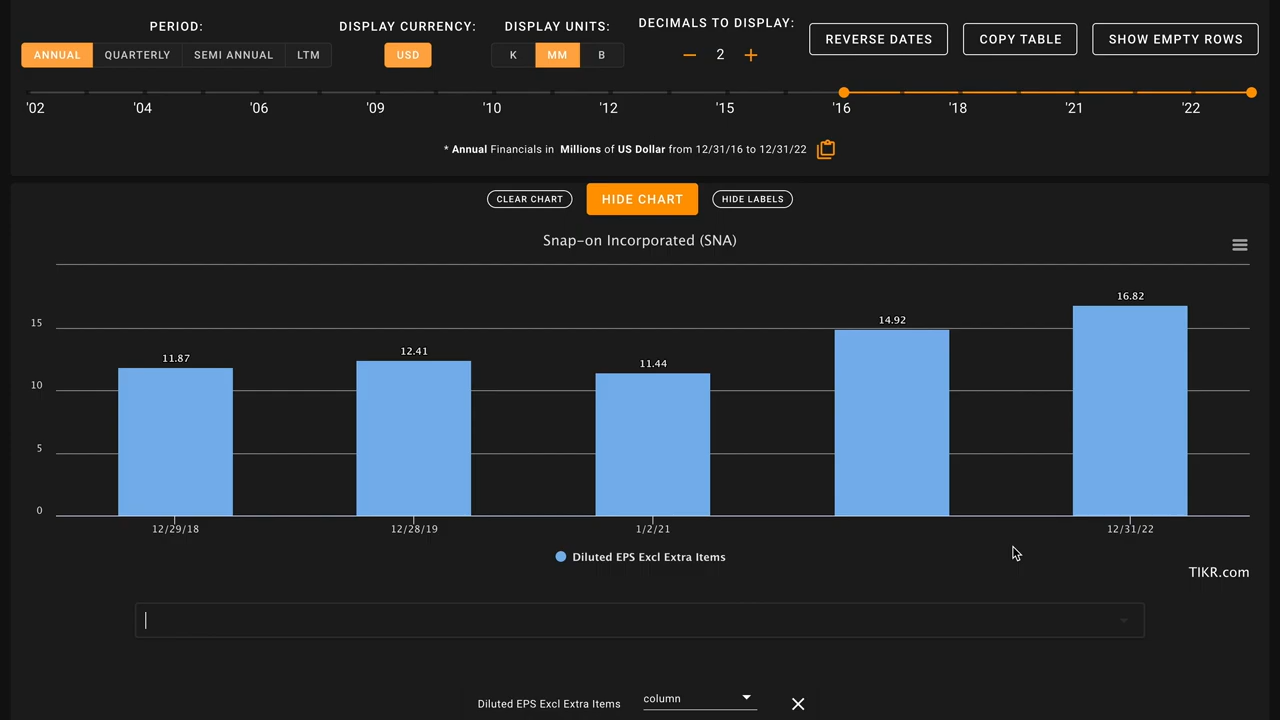 PERIOD:
DISPLAY CURRENCY:
DISPLAY UNITS:
DECIMALS TO DISPLAY:
ANNUAL QUARTERLY SEMI ANNUAL LTM
USD
K MM B
2
REVERSE DATES
COPY TABLE
SHOW EMPTY ROWS
'02 '04 '06 '09 '10 '12 '15 '16 '18 '21 '22
* Annual Financials in Millions of US Dollar from 12/31/16 to 12/31/22
CLEAR CHART HIDE CHART HIDE LABELS
Snap-on Incorporated (SNA)
16.82
14.92
15
12.41
11.87
11.44
10
5
0
12/29/18 12/28/19 1/2/21 12/31/22
Diluted EPS Excl Extra Items
TIKR.com
Diluted EPS Excl Extra Items column